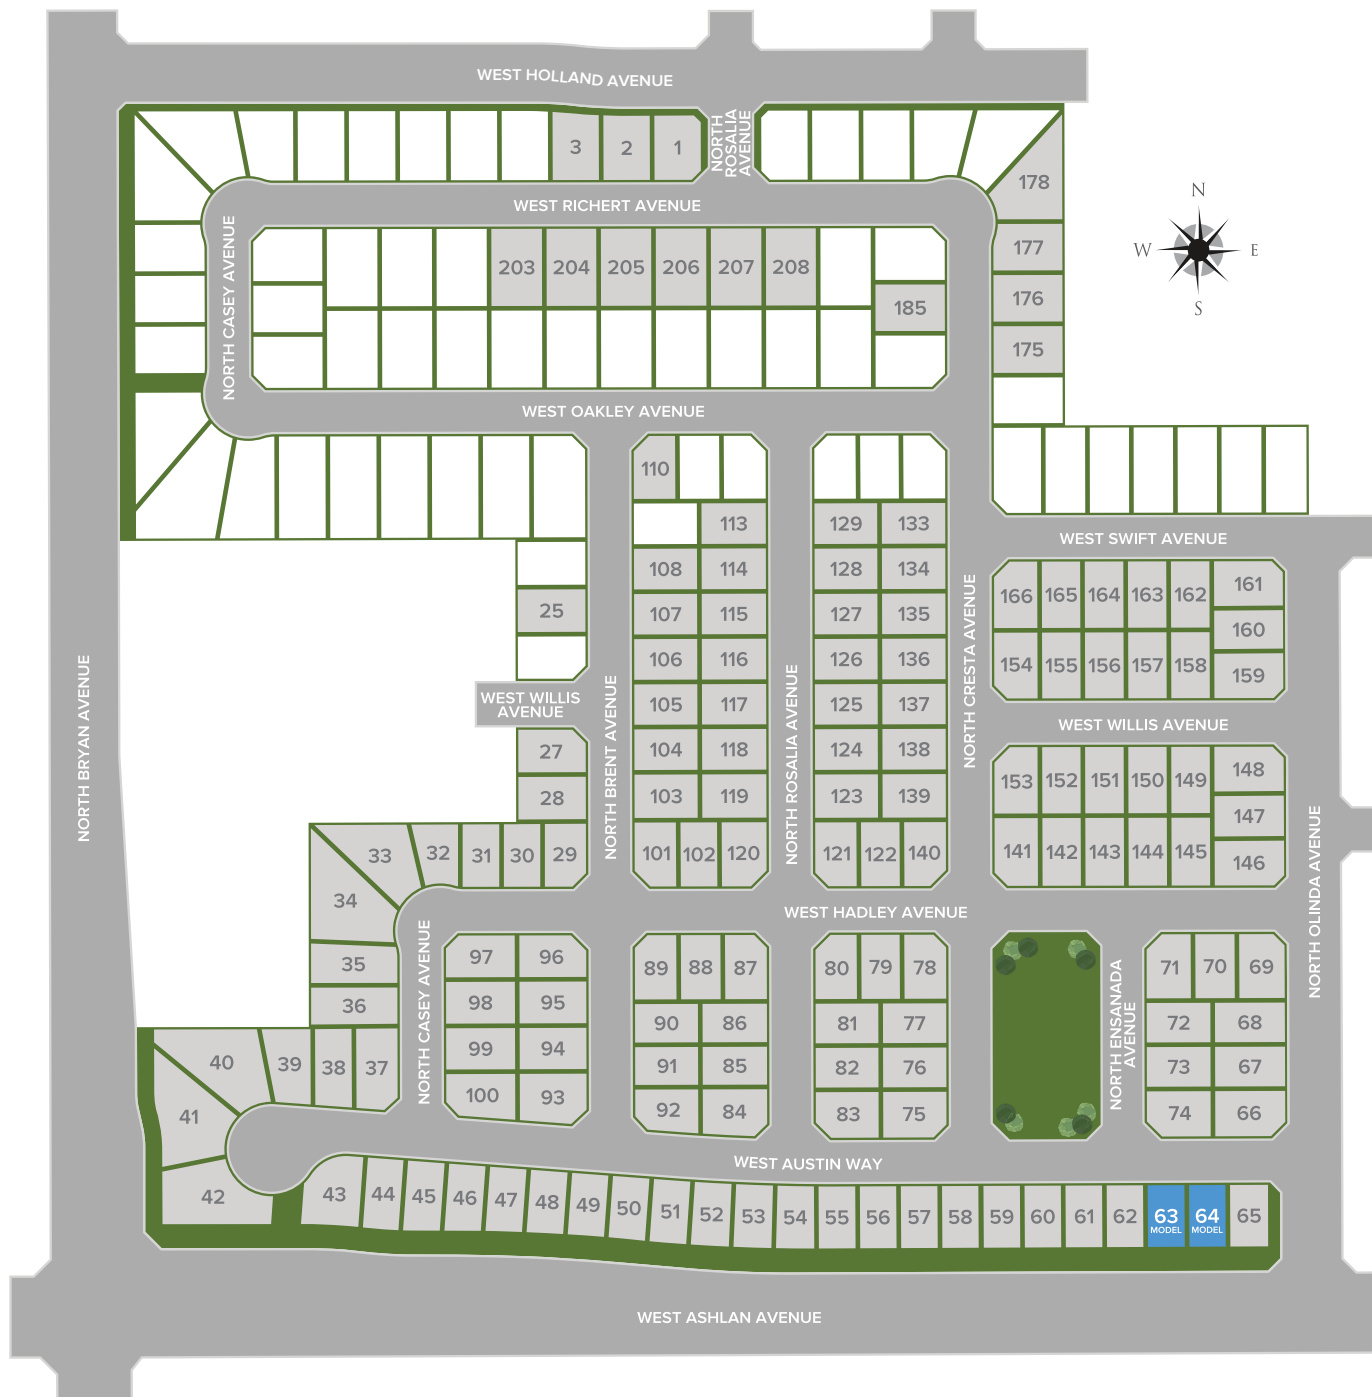 WEST HOLLAND AVENUE
NORTH
ROSALIA
AVENUE
3 2 1
178
WEST RICHERT AVENUE
N
W E
S
NORTH CASEY AVENUE
203 204 205 206 207 208
177
176
185
175
WEST OAKLEY AVENUE
110
113
129 133
WEST SWIFT AVENUE
108 114
128 134
166 165 164 163 162 161
25
107 115
127 135
160
106 116
126 136
154 155 156 157 158 159
WEST WILLIS
AVENUE
105 117
125 137
WEST WILLIS AVENUE
NORTH BRYAN AVENUE
NORTH BRENT AVENUE
NORTH ROSALIA AVENUE
NORTH CRESTA AVENUE
NORTH OLINDA AVENUE
27
104 118
124 138
153 152 151 150 149 148
28
103 119
123 139
147
33 32 31 30 29
101 102 120
121 122 140
141 142 143 144 145 146
34
WEST HADLEY AVENUE
35
36
NORTH CASEY AVENUE
97 96
89 88 87
80 79 78
NORTH ENSANADA
AVENUE
71 70 69
98 95
90 86
81 77
72 68
40 39 38 37
99 94
91 85
82 76
73 67
41
100 93
92 84
83 75
74 66
WEST AUSTIN WAY
42
43 44 45 46 47 48 49 50 51 52 53 54 55 56 57 58 59 60 61 62 63 64 65
MODEL MODEL
WEST ASHLAN AVENUE